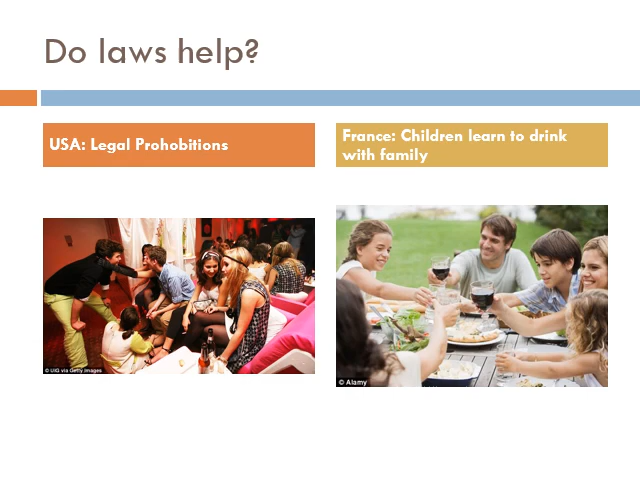 Do laws help?
USA: Legal Prohobitions
France: Children learn to drink
with family
© UIG via Getty Images
© Alamy